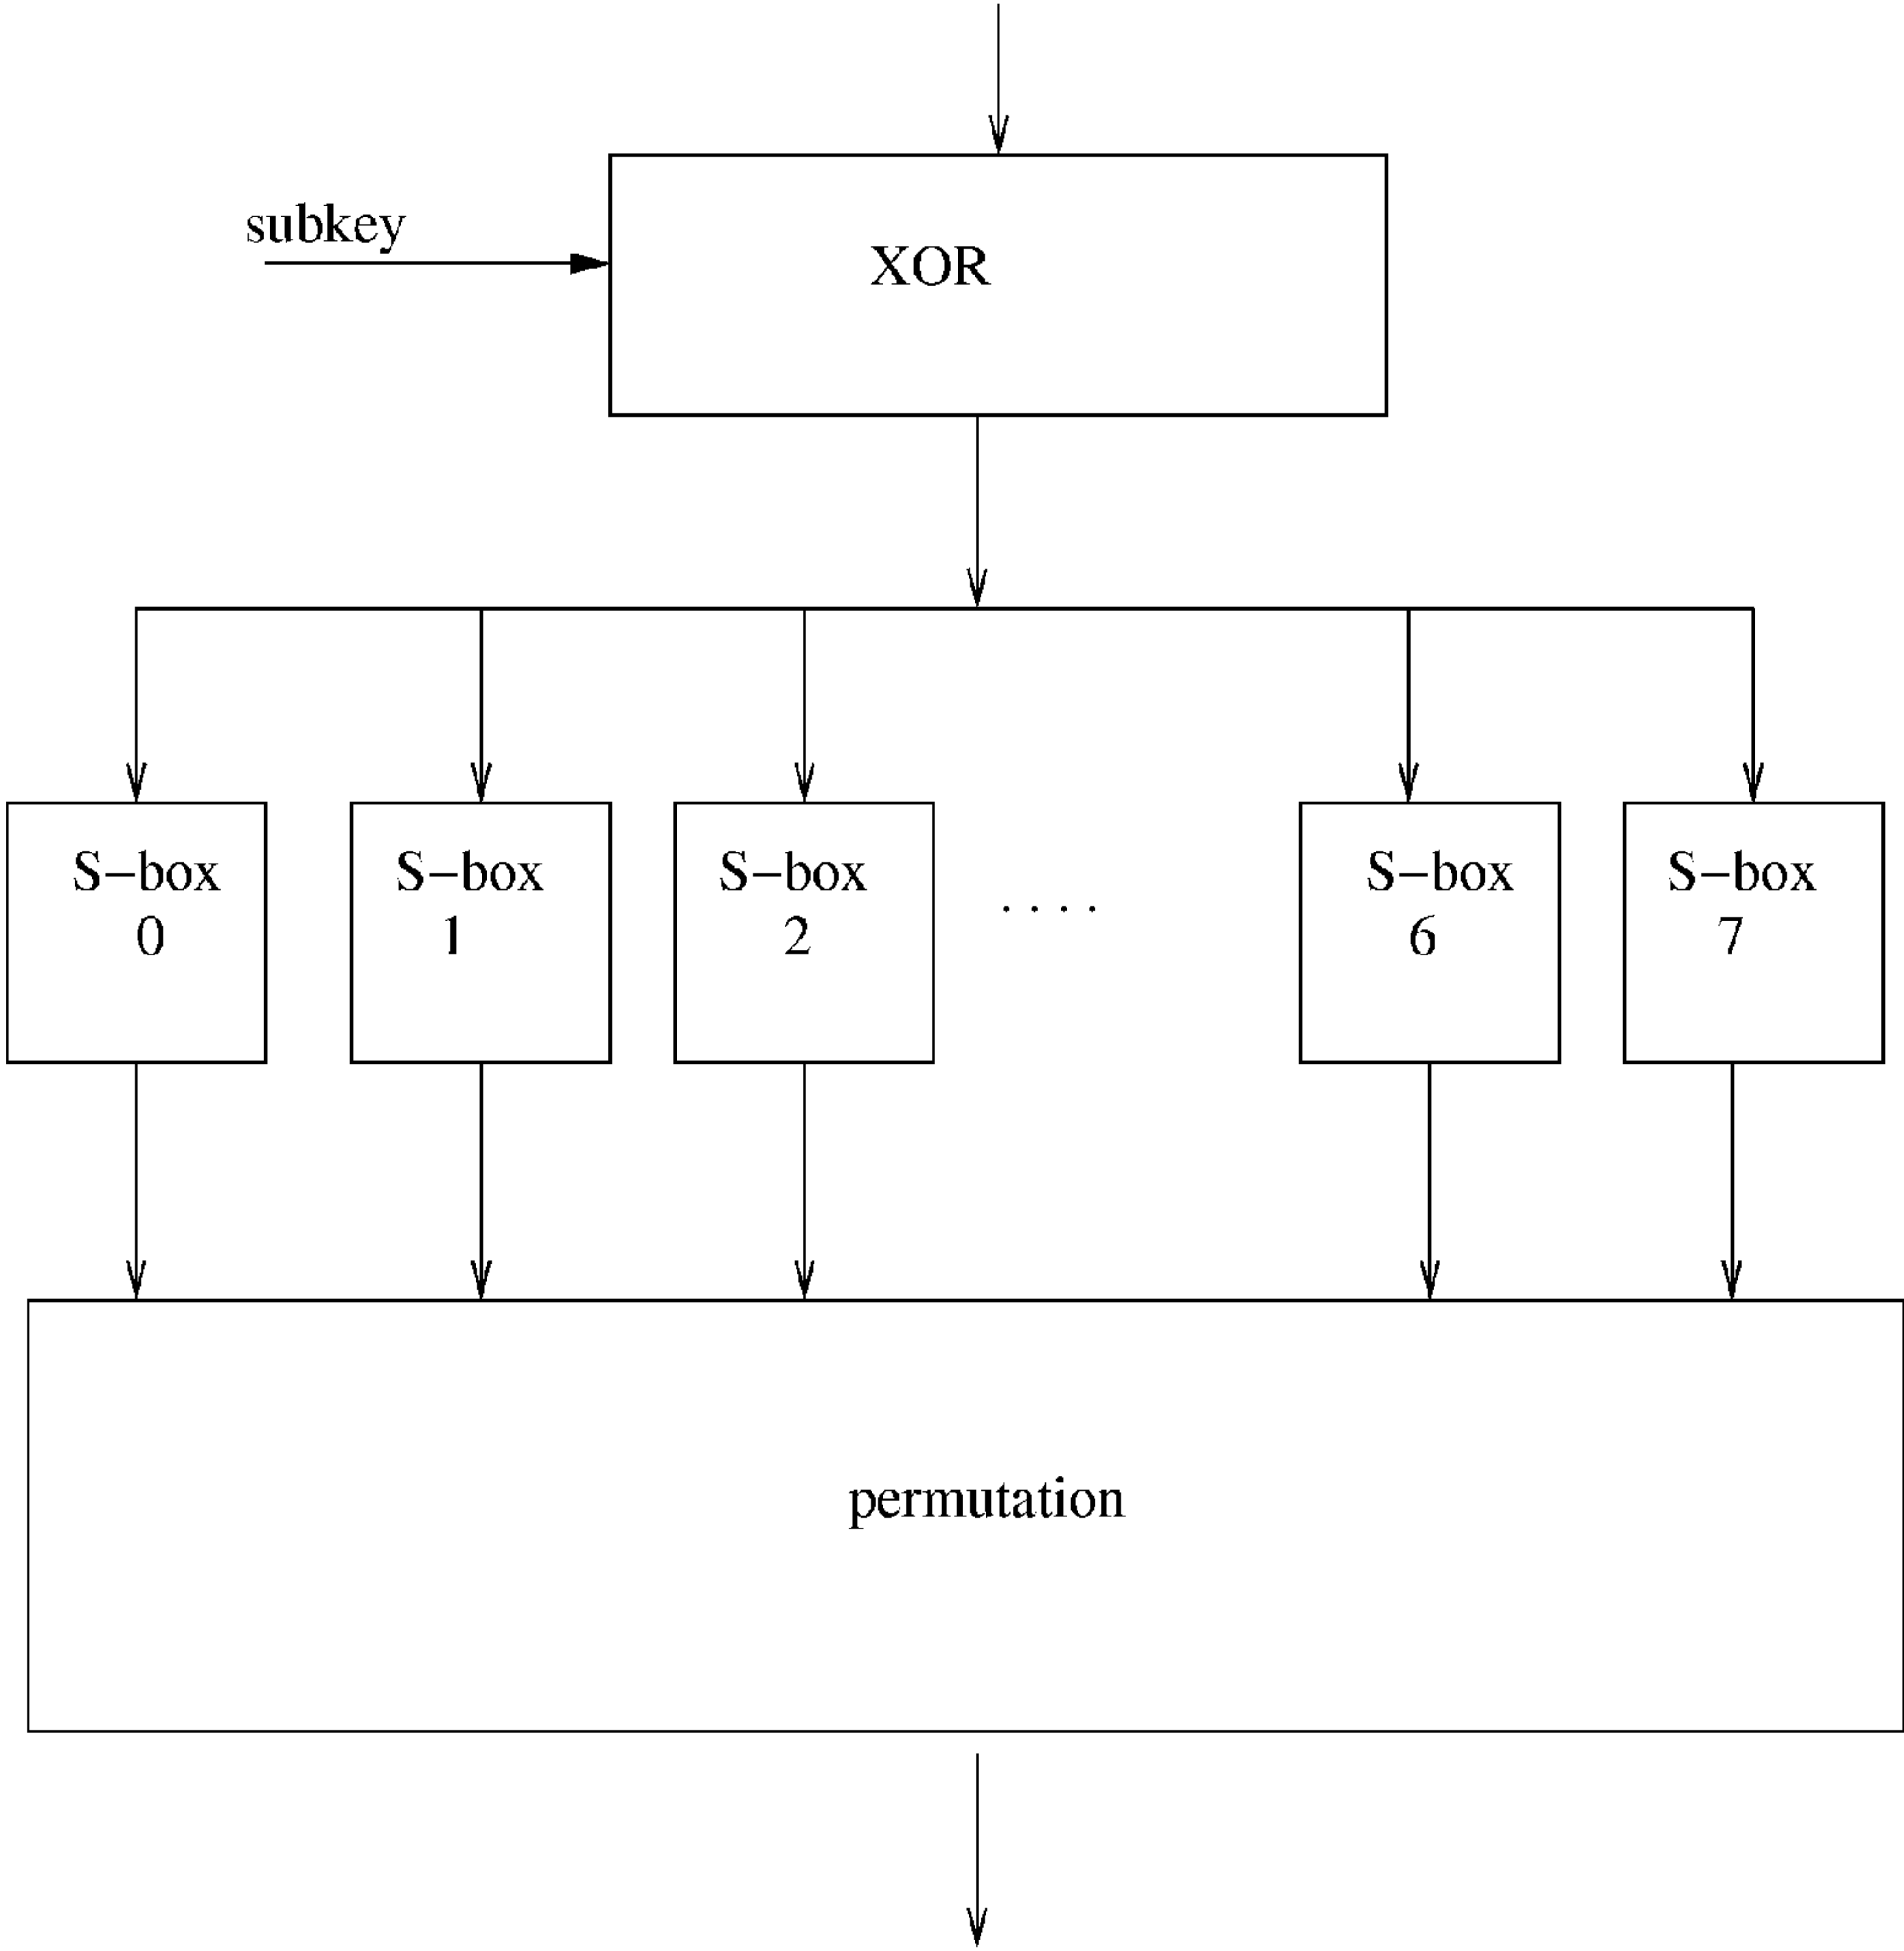 subkey
XOR
S–box
0
S–box
1
S–box
2
. . . .
S–box
6
S–box
7
permutation